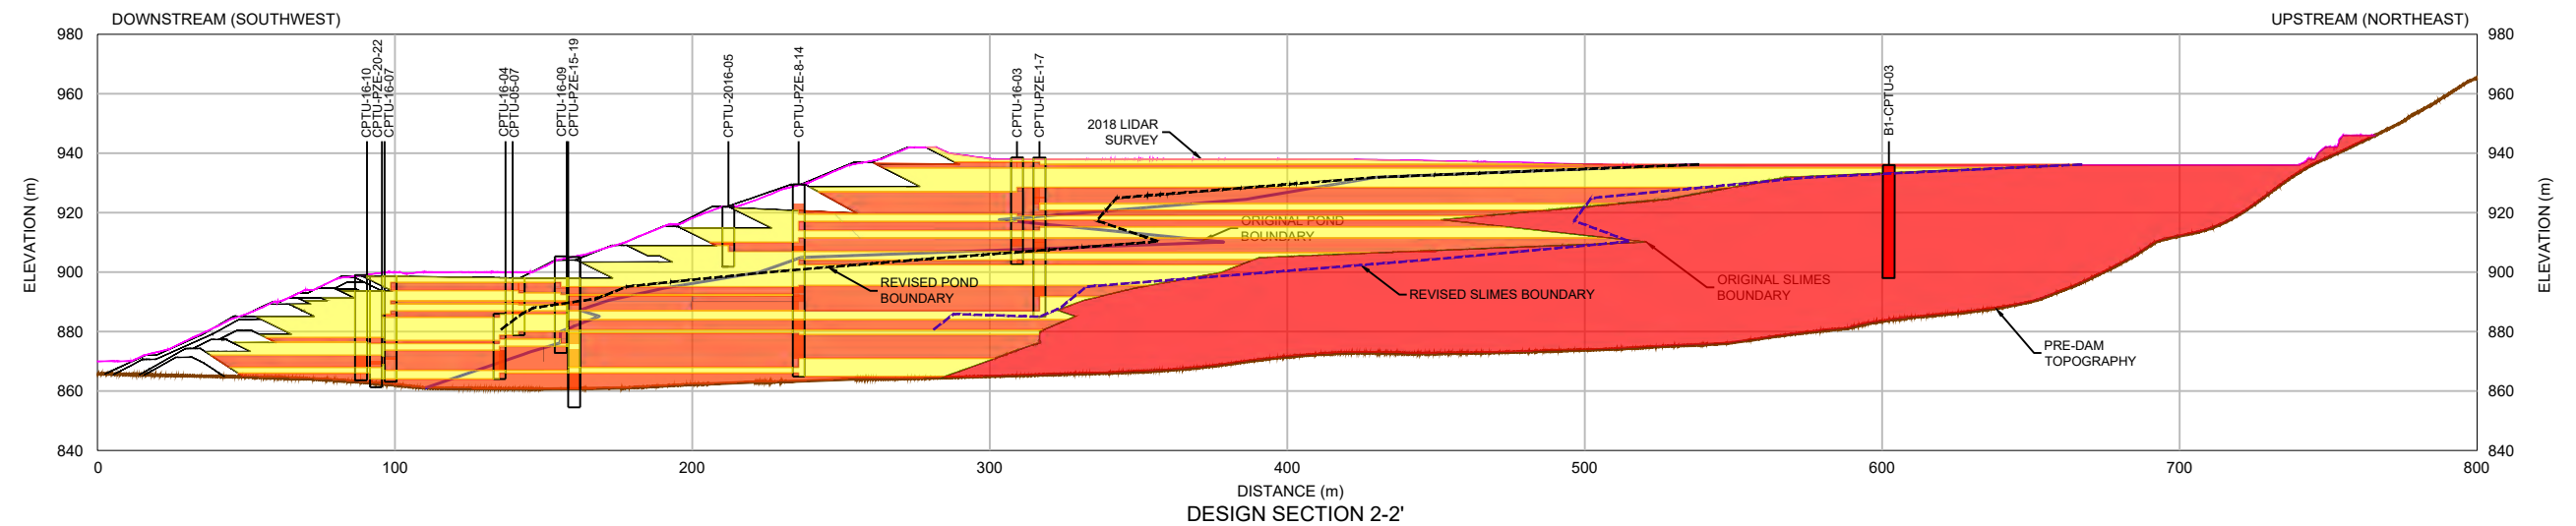 DOWNSTREAM (SOUTHWEST)
UPSTREAM (NORTHEAST)
980
960
940
920
900
880
860
840
ELEVATION (m)
CPTU-16-10
CPTU-PZE-20-22
CPTU-16-07
CPTU-16-04
CPTU-05-07
CPTU-16-09
CPTU-PZE-15-19
CPTU-2016-05
CPTU-PZE-8-14
CPTU-16-03
CPTU-PZE-1-7
B1-CPTU-03
2018 LIDAR
SURVEY
ORIGINAL POND
BOUNDARY
REVISED POND
BOUNDARY
REVISED SLIMES BOUNDARY
ORIGINAL SLIMES
BOUNDARY
PRE-DAM
TOPOGRAPHY
980
960
940
920
900
880
860
840
ELEVATION (m)
0
100
200
300
400
500
600
700
800
DISTANCE (m)
DESIGN SECTION 2-2'